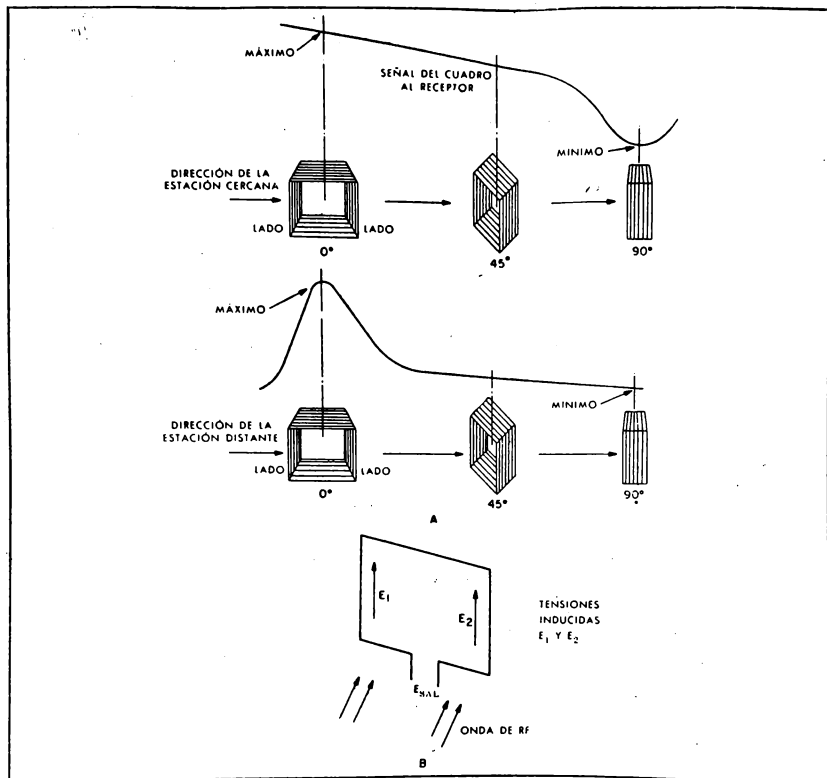 MÁXIMO
SEÑAL DEL CUADRO
AL RECEPTOR
MINIMO
DIRECCIÓN DE LA
ESTACIÓN CERCANA
LADO
LADO
0°
45°
90°
MÁXIMO
MINIMO
DIRECCIÓN DE LA
ESTACIÓN DISTANTE
LADO
LADO
0°
45°
90°
A
E1
E2
TENSIONES
INDUCIDAS
E1 Y E2
ESAL
ONDA DE RF
B